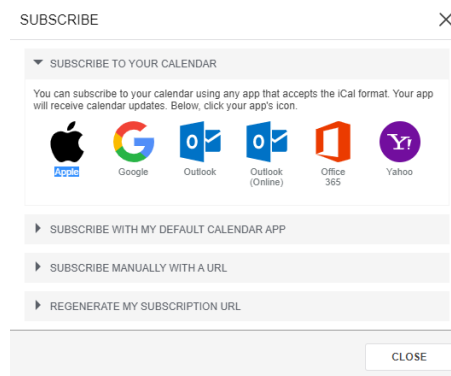 SUBSCRIBE
SUBSCRIBE TO YOUR CALENDAR
You can subscribe to your calendar using any app that accepts the iCal format. Your app
will receive calendar updates. Below, click your app's icon.
Apple Google Outlook Outlook (Online) Office 365 Yahoo
SUBSCRIBE WITH MY DEFAULT CALENDAR APP
SUBSCRIBE MANUALLY WITH A URL
REGENERATE MY SUBSCRIPTION URL
CLOSE